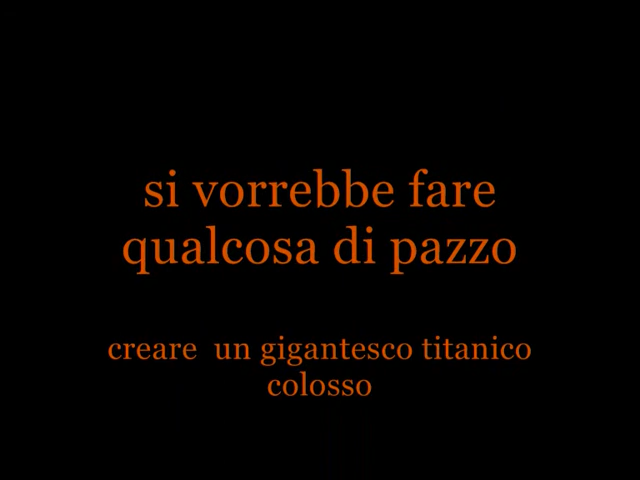 si vorrebbe fare
qualcosa di pazzo
creare  un gigantesco titanico
colosso